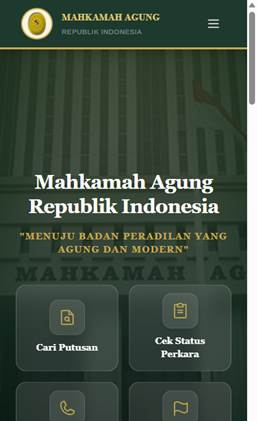 MAHKAMAH AGUNG
REPUBLIK INDONESIA
Mahkamah Agung
Republik Indonesia
"MENUJU BADAN PERADILAN YANG
AGUNG DAN MODERN"
MAHKAMAH AG
Cari Putusan
Cek Status
Perkara